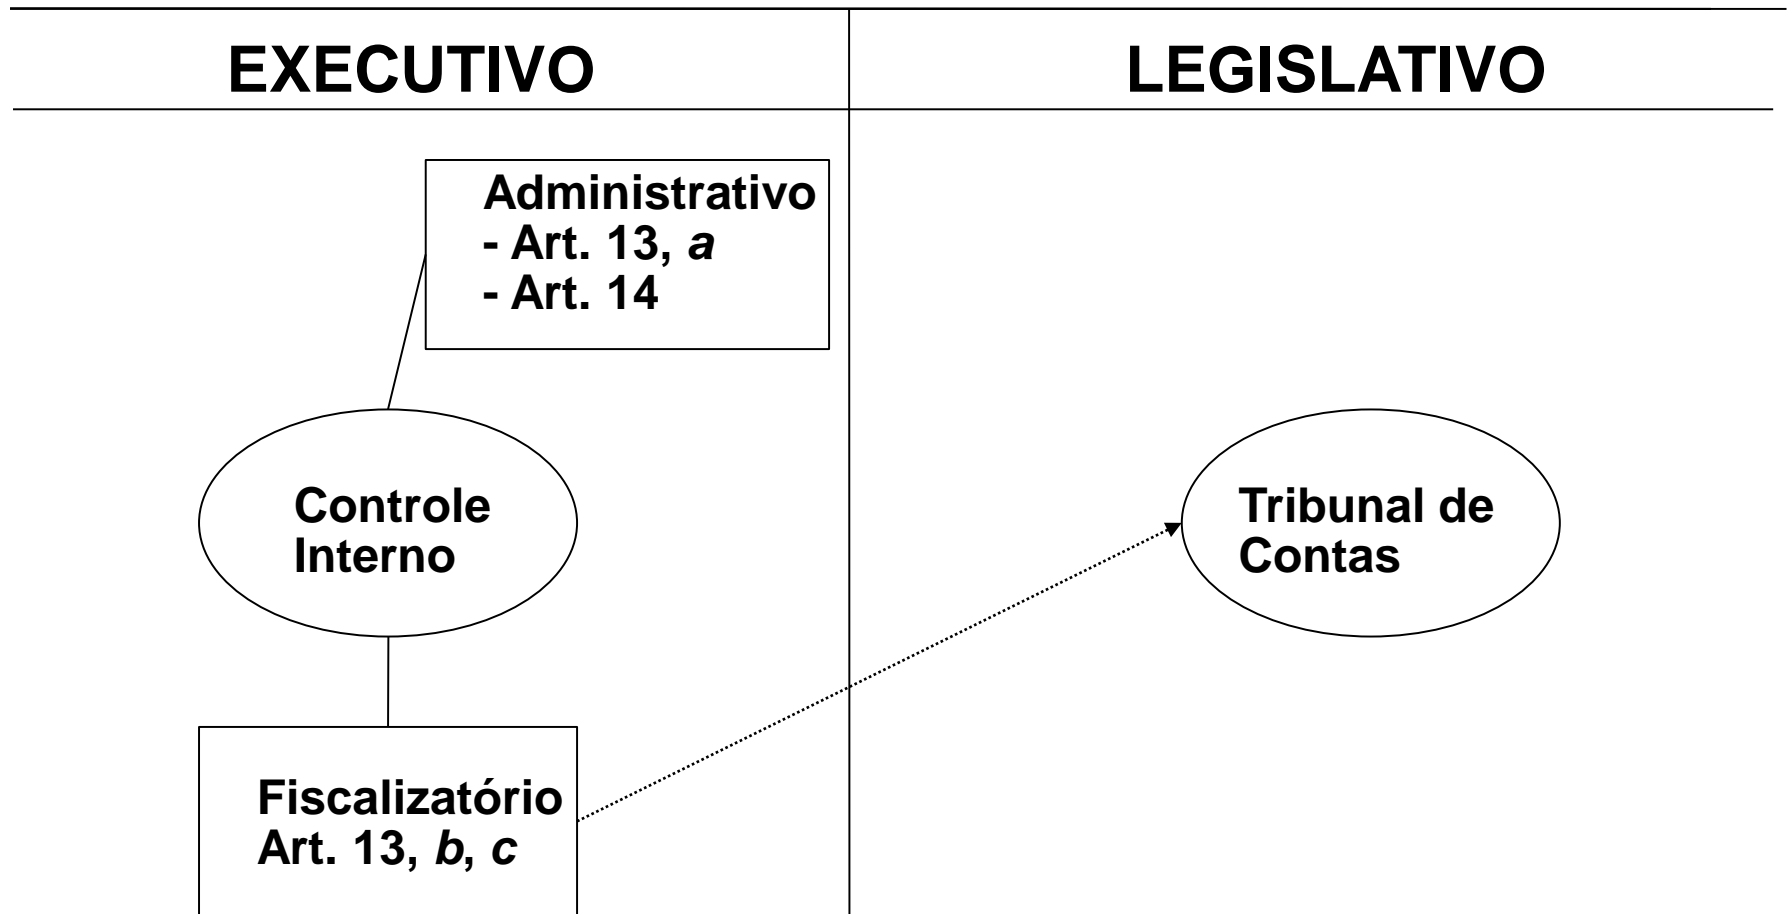 EXECUTIVO
LEGISLATIVO
Administrativo
- Art. 13, a
- Art. 14
Controle
Interno
Tribunal de
Contas
Fiscalizatório
Art. 13, b, c